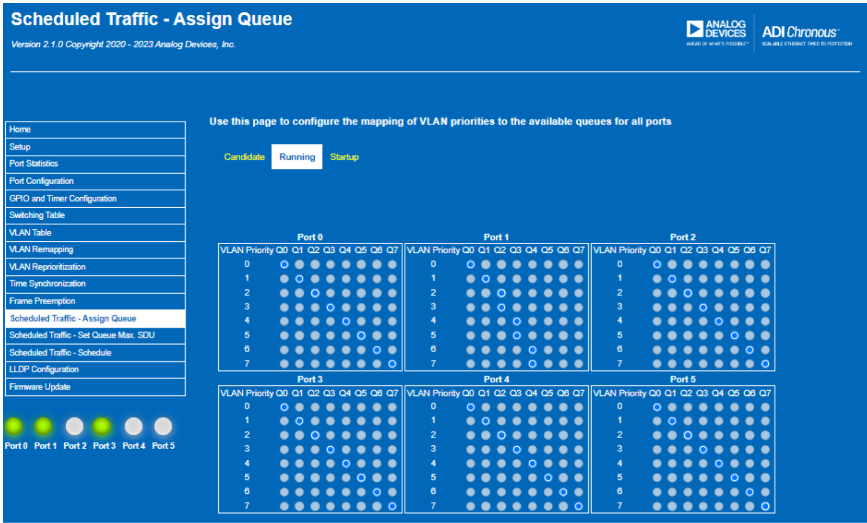 Scheduled Traffic - Assign Queue
Version 2.1.0 Copyright 2020 - 2023 Analog Devices, Inc.
ANALOG
DEVICES
AHEAD OF WHAT'S POSSIBLE™
ADI Chronous™
SCALABLE ETHERNET TIMED TO PERFECTION
Home
Setup
Port Statistics
Port Configuration
GPIO and Timer Configuration
Switching Table
VLAN Table
VLAN Remapping
VLAN Reprioritization
Time Synchronization
Frame Preemption
Scheduled Traffic - Assign Queue
Scheduled Traffic - Set Queue Max. SDU
Scheduled Traffic - Schedule
LLDP Configuration
Firmware Update
Port 0 Port 1 Port 2 Port 3 Port 4 Port 5
Use this page to configure the mapping of VLAN priorities to the available queues for all ports
Candidate Running Startup
Port 0
VLAN Priority Q0 Q1 Q2 Q3 Q4 Q5 Q6 Q7
0
1
2
3
4
5
6
7
Port 1
VLAN Priority Q0 Q1 Q2 Q3 Q4 Q5 Q6 Q7
0
1
2
3
4
5
6
7
Port 2
VLAN Priority Q0 Q1 Q2 Q3 Q4 Q5 Q6 Q7
0
1
2
3
4
5
6
7
Port 3
VLAN Priority Q0 Q1 Q2 Q3 Q4 Q5 Q6 Q7
0
1
2
3
4
5
6
7
Port 4
VLAN Priority Q0 Q1 Q2 Q3 Q4 Q5 Q6 Q7
0
1
2
3
4
5
6
7
Port 5
VLAN Priority Q0 Q1 Q2 Q3 Q4 Q5 Q6 Q7
0
1
2
3
4
5
6
7